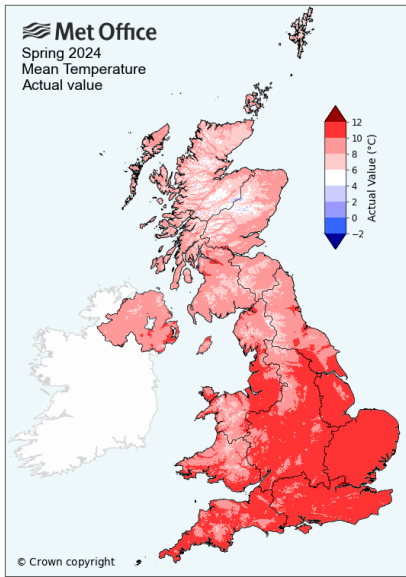 Met Office
Spring 2024
Mean Temperature
Actual value
12
10
8
6
4
2
0
−2
Actual Value (°C)
© Crown copyright